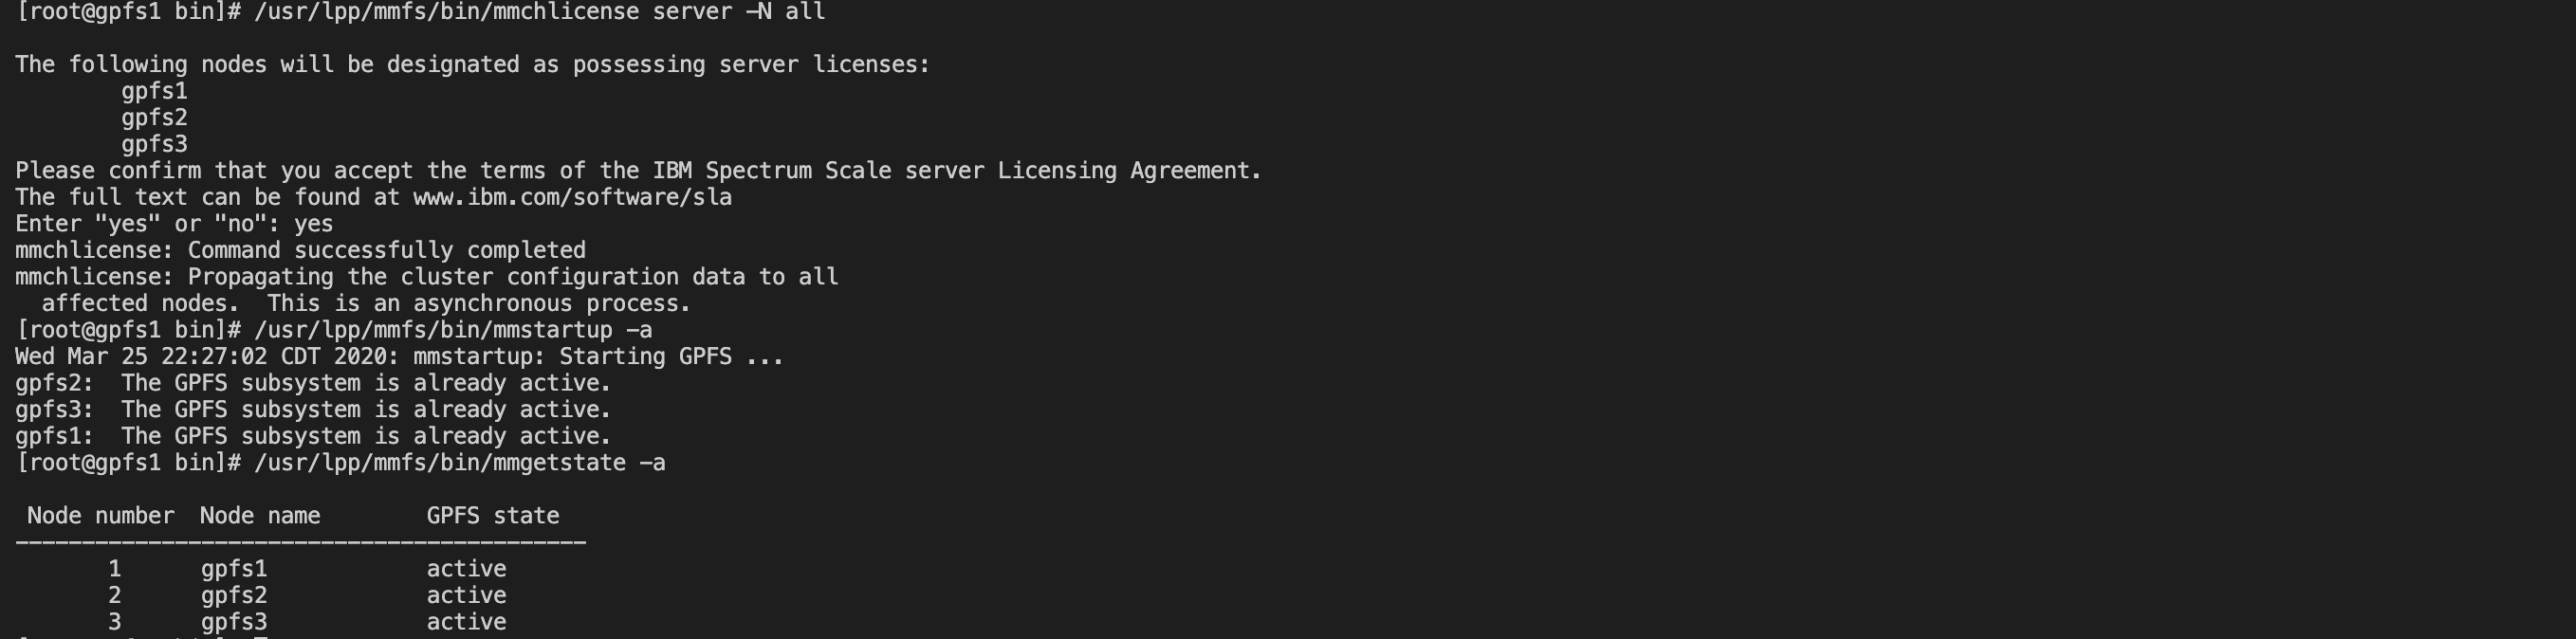 [root@gpfs1 bin]# /usr/lpp/mmfs/bin/mmchlicense server –N all
The following nodes will be designated as possessing server licenses:
gpfs1
gpfs2
gpfs3
Please confirm that you accept the terms of the IBM Spectrum Scale server Licensing Agreement.
The full text can be found at www.ibm.com/software/sla
Enter "yes" or "no": yes
mmchlicense: Command successfully completed
mmchlicense: Propagating the cluster configuration data to all
affected nodes.  This is an asynchronous process.
[root@gpfs1 bin]# /usr/lpp/mmfs/bin/mmstartup –a
Wed Mar 25 22:27:02 CDT 2020: mmstartup: Starting GPFS ...
gpfs2:  The GPFS subsystem is already active.
gpfs3:  The GPFS subsystem is already active.
gpfs1:  The GPFS subsystem is already active.
[root@gpfs1 bin]# /usr/lpp/mmfs/bin/mmgetstate –a
Node number  Node name        GPFS state
-------------------------------------------
1      gpfs1            active
2      gpfs2            active
3      gpfs3            active